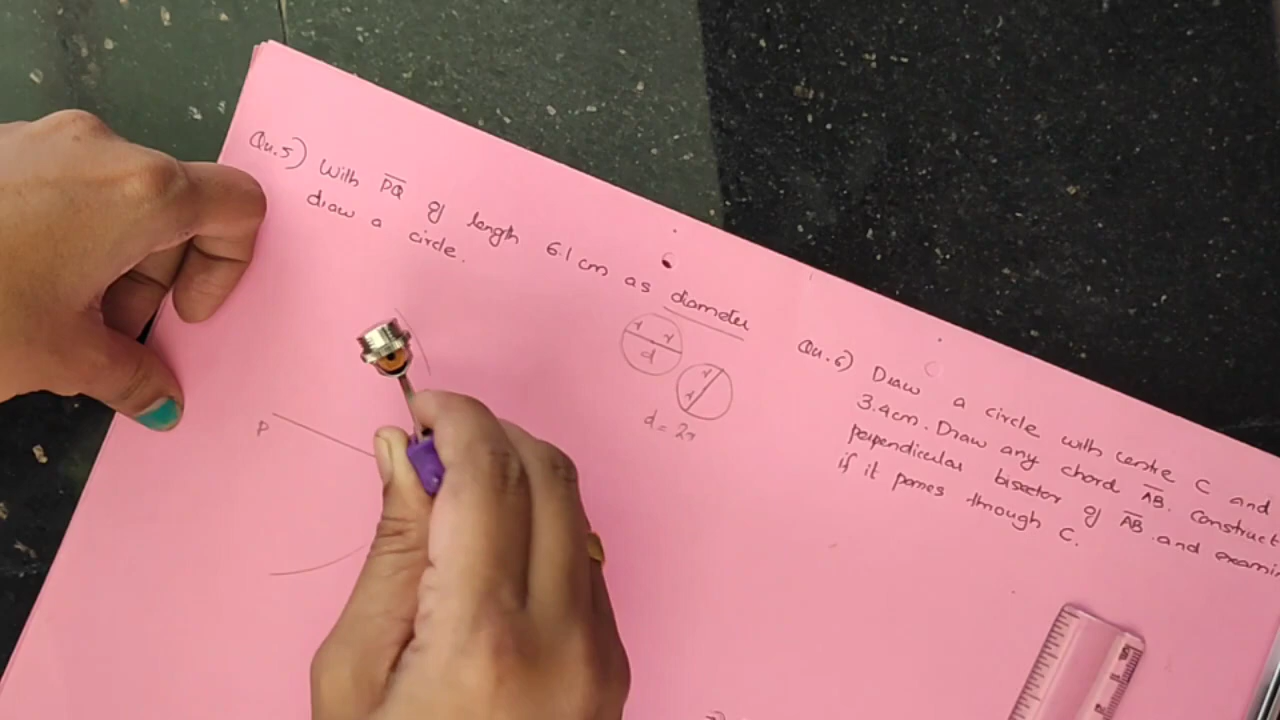 Qu.5) With PQ of length 6.1 cm as diameter
draw a circle.
r r
d
r
r
d = 2r
P
Qu.6) Draw a circle with centre C and
3.4cm. Draw any chord AB. Construct
perpendicular bisector of AB and examin
if it passes through C.